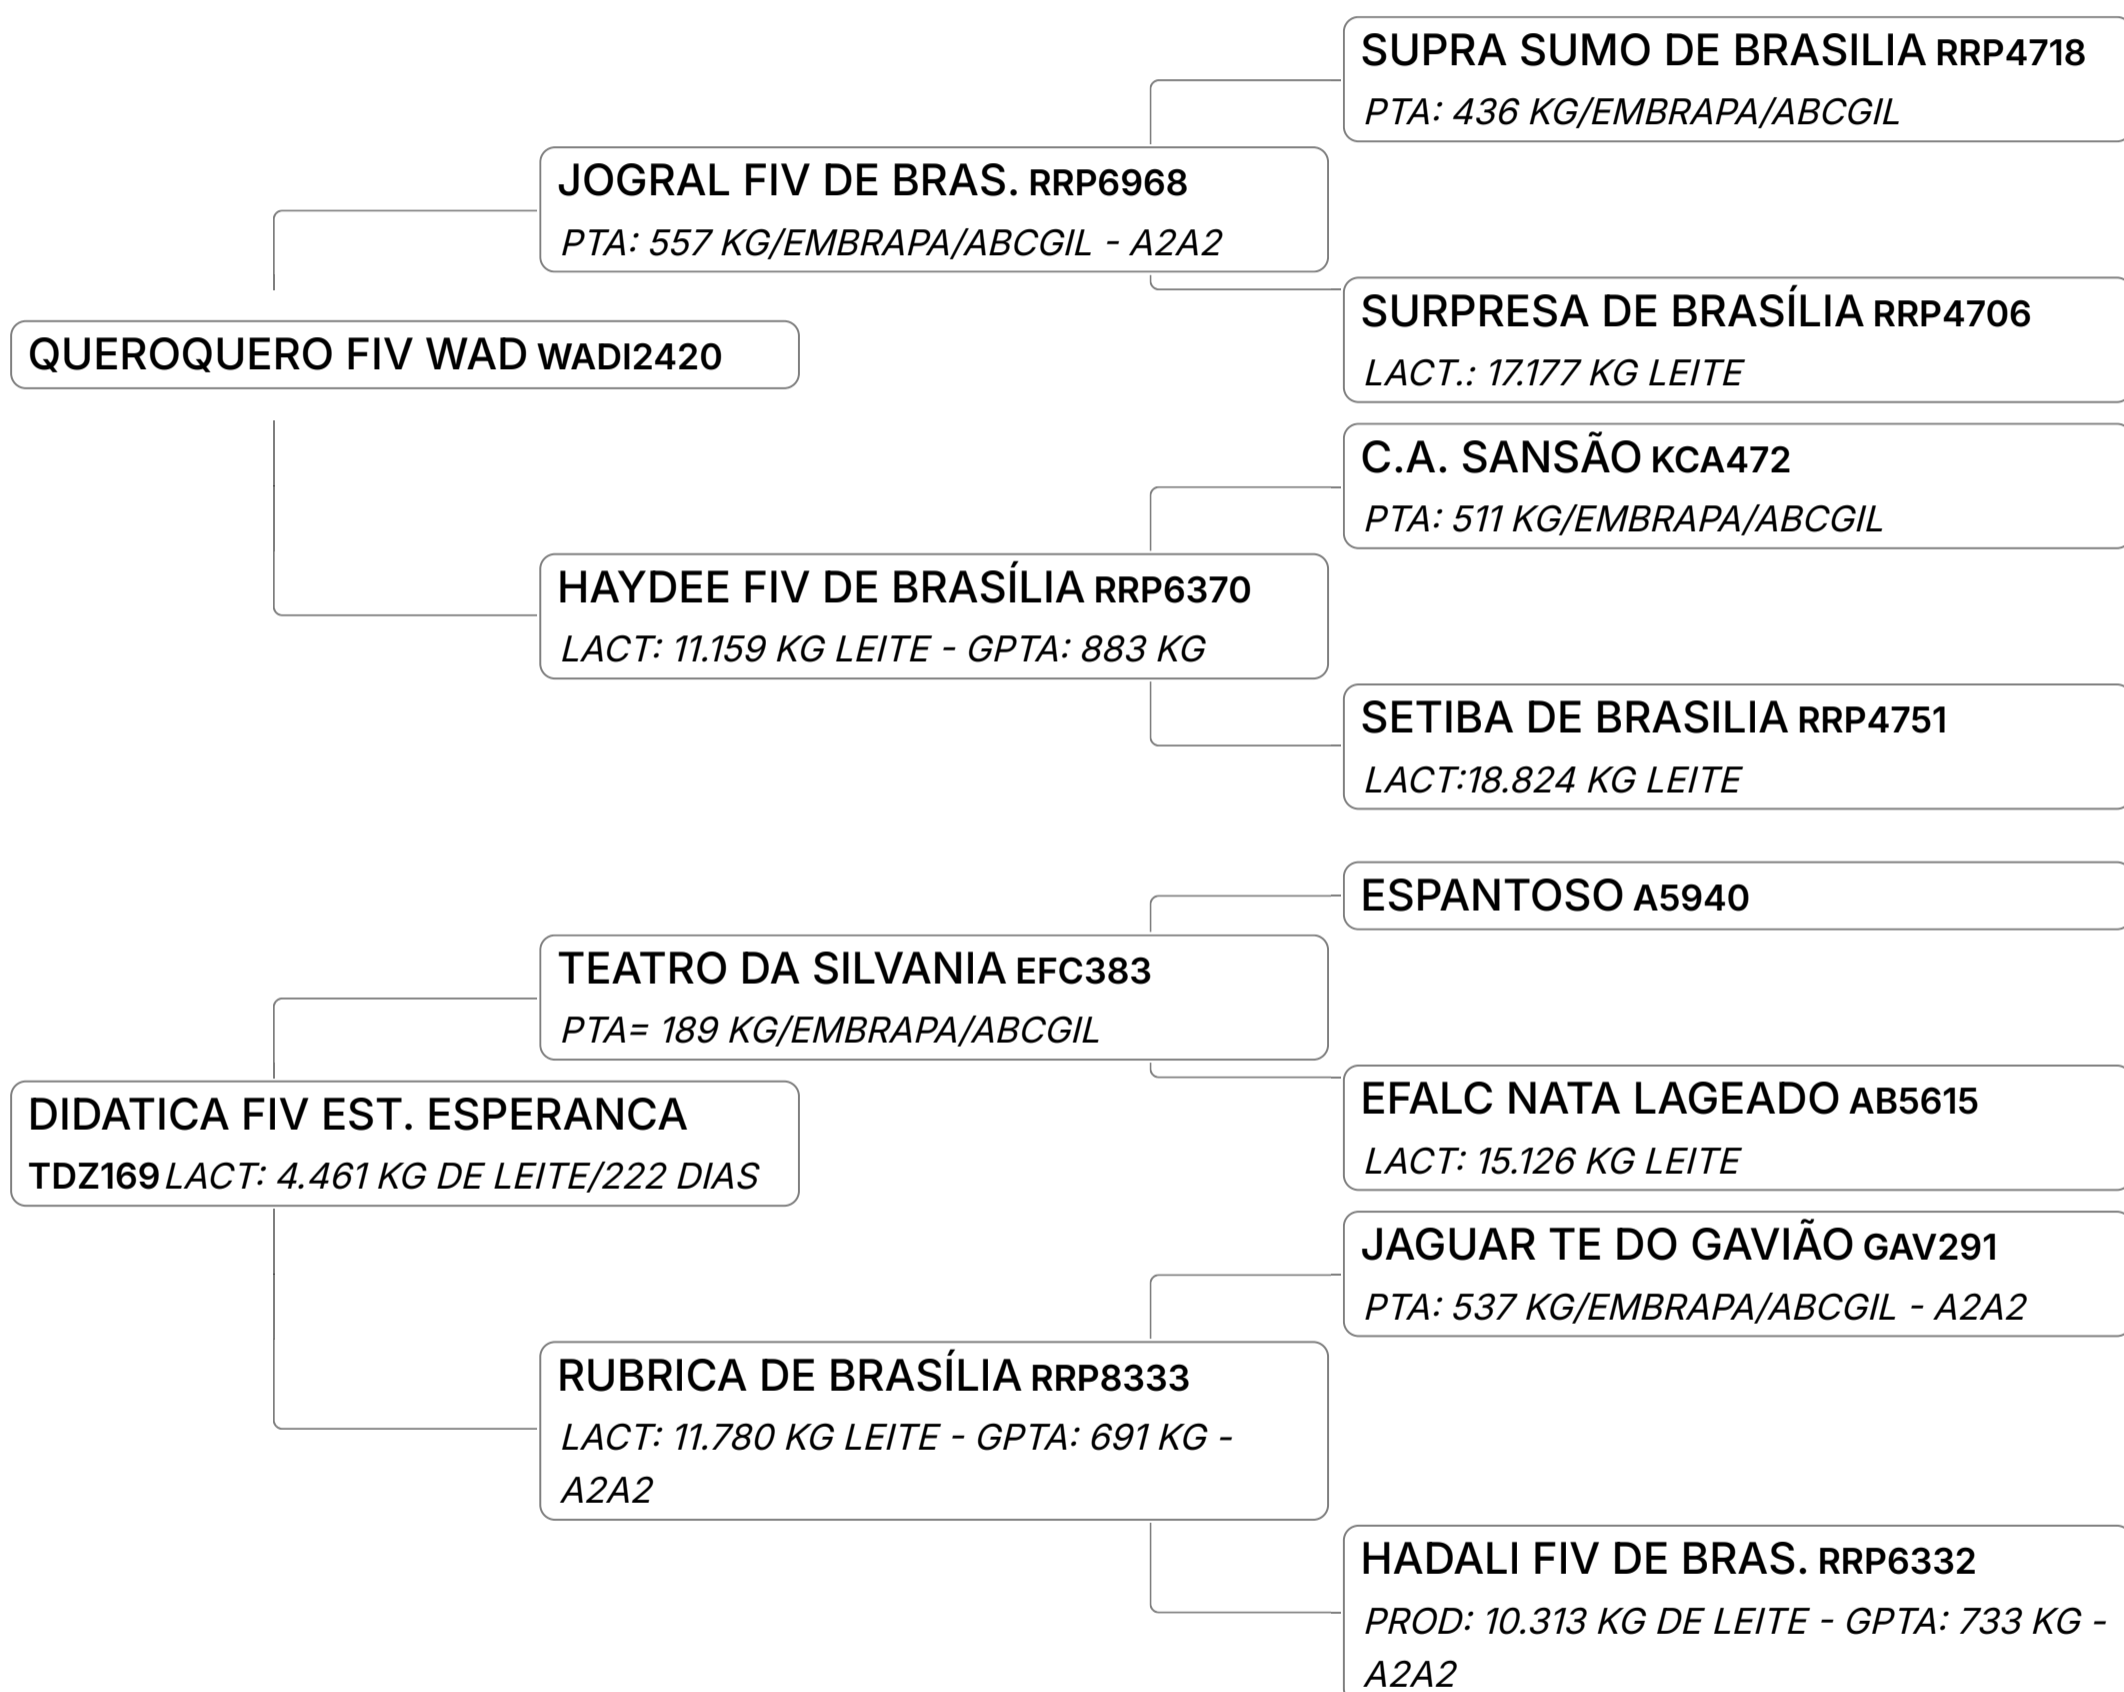 SUPRA SUMO DE BRASILIA RRP4718
PTA: 436 KG/EMBRAPA/ABCGIL
JOGRAL FIV DE BRAS. RRP6968
PTA: 557 KG/EMBRAPA/ABCGIL - A2A2
SURPRESA DE BRASÍLIA RRP4706
LACT.: 17.177 KG LEITE
QUEROQUERO FIV WAD WADI2420
C.A. SANSÃO KCA472
PTA: 511 KG/EMBRAPA/ABCGIL
HAYDEE FIV DE BRASÍLIA RRP6370
LACT: 11.159 KG LEITE - GPTA: 883 KG
SETIBA DE BRASILIA RRP4751
LACT:18.824 KG LEITE
ESPANTOSO A5940
TEATRO DA SILVANIA EFC383
PTA= 189 KG/EMBRAPA/ABCGIL
EFALC NATA LAGEADO AB5615
LACT: 15.126 KG LEITE
DIDATICA FIV EST. ESPERANCA
TDZ169 LACT: 4.461 KG DE LEITE/222 DIAS
JAGUAR TE DO GAVIÃO GAV291
PTA: 537 KG/EMBRAPA/ABCGIL - A2A2
RUBRICA DE BRASÍLIA RRP8333
LACT: 11.780 KG LEITE - GPTA: 691 KG -
A2A2
HADALI FIV DE BRAS. RRP6332
PROD: 10.313 KG DE LEITE - GPTA: 733 KG -
A2A2